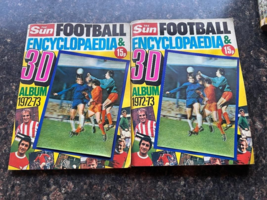 THE Sun FOOTBALL
ENCYCLOPAEDIA &
15p
3D
ALBUM
1972-73
THE Sun FOOTBALL
ENCYCLOPAEDIA &
15p
3D
ALBUM
1972-73